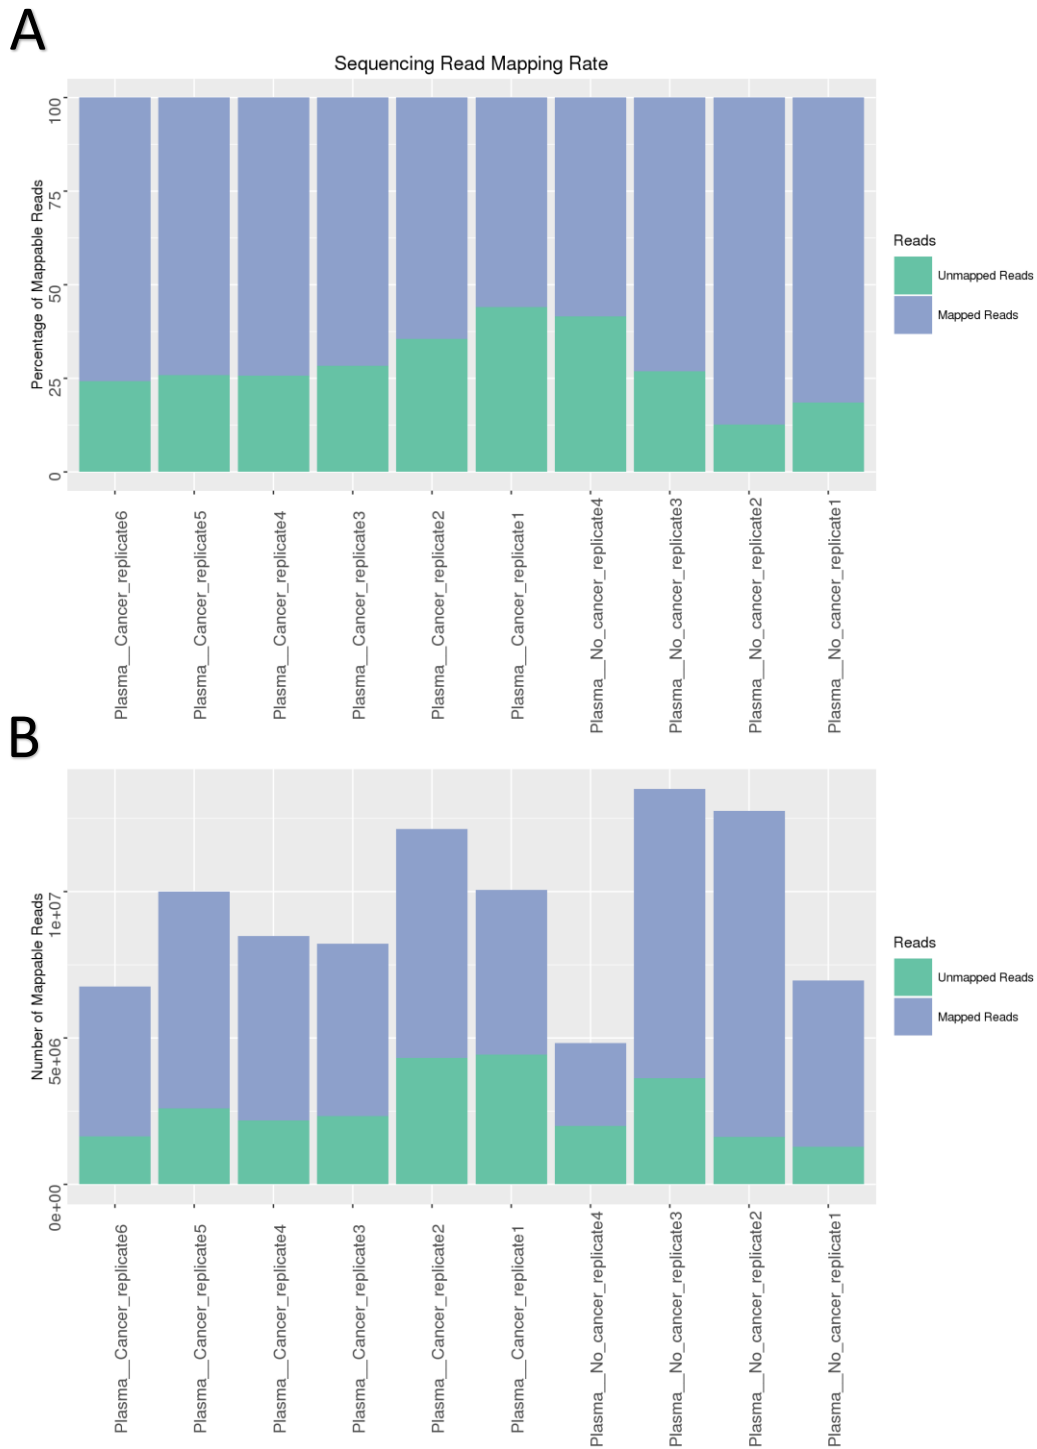 A
Sequencing Read Mapping Rate
Percentage of Mappable Reads
100
75
50
25
0
Reads
Unmapped Reads
Mapped Reads
Plasma__Cancer_replicate6
Plasma__Cancer_replicate5
Plasma__Cancer_replicate4
Plasma__Cancer_replicate3
Plasma__Cancer_replicate2
Plasma__Cancer_replicate1
Plasma__No_cancer_replicate4
Plasma__No_cancer_replicate3
Plasma__No_cancer_replicate2
Plasma__No_cancer_replicate1
B
Number of Mappable Reads
1e+07
5e+06
0e+00
Reads
Unmapped Reads
Mapped Reads
Plasma__Cancer_replicate6
Plasma__Cancer_replicate5
Plasma__Cancer_replicate4
Plasma__Cancer_replicate3
Plasma__Cancer_replicate2
Plasma__Cancer_replicate1
Plasma__No_cancer_replicate4
Plasma__No_cancer_replicate3
Plasma__No_cancer_replicate2
Plasma__No_cancer_replicate1